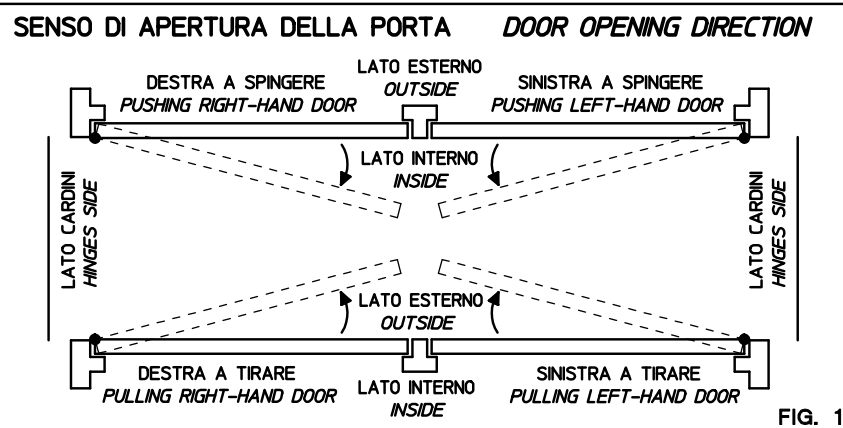 SENSO DI APERTURA DELLA PORTA DOOR OPENING DIRECTION
DESTRA A SPINGERE
PUSHING RIGHT-HAND DOOR
LATO ESTERNO
OUTSIDE
SINISTRA A SPINGERE
PUSHING LEFT-HAND DOOR
LATO INTERNO
INSIDE
LATO CARDINI
HINGES SIDE
LATO CARDINI
HINGES SIDE
LATO ESTERNO
OUTSIDE
DESTRA A TIRARE
PULLING RIGHT-HAND DOOR
LATO INTERNO
INSIDE
SINISTRA A TIRARE
PULLING LEFT-HAND DOOR
FIG. 1